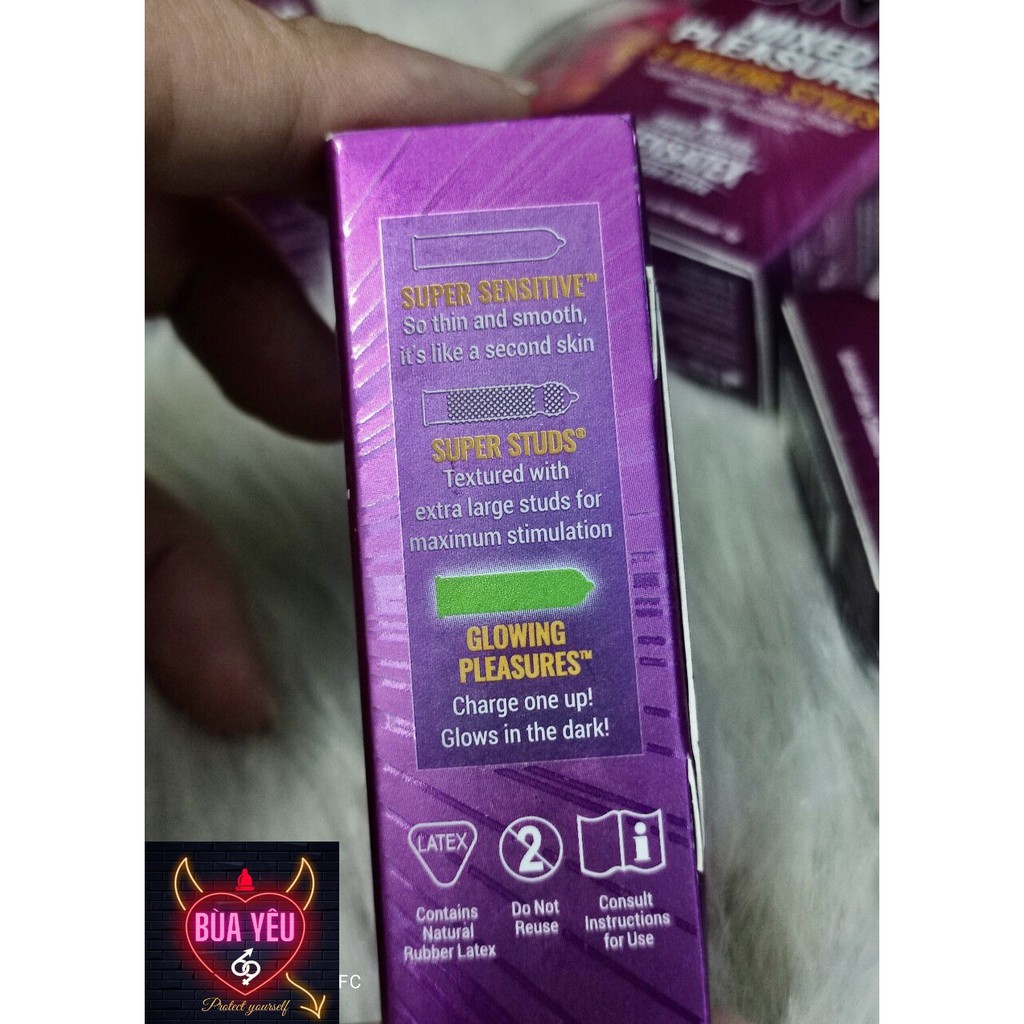 MIXED
PLEASURES
AMAZING STYLES
SUPER SENSITIVE™
So thin and smooth,
it's like a second skin
SUPER STUDS®
Textured with
extra large studs for
maximum stimulation
GLOWING
PLEASURES™
Charge one up!
Glows in the dark!
LATEX
2
i
Contains
Natural
Rubber Latex
Do Not
Reuse
Consult
Instructions
for Use
BÙA YÊU
Protect yourself
FC